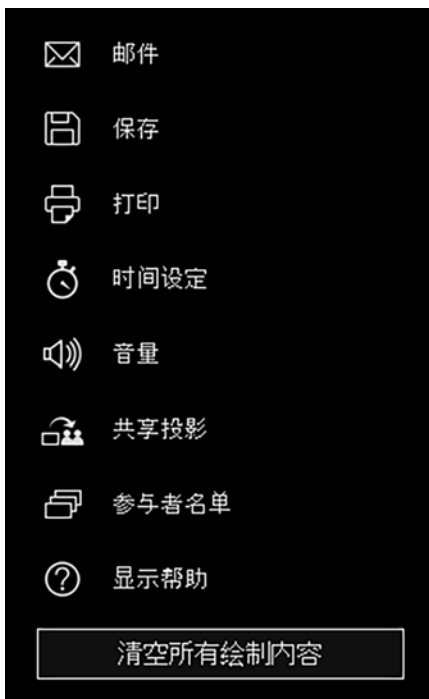 邮件
保存
打印
时间设定
音量
共享投影
参与者名单
显示帮助
清空所有绘制内容